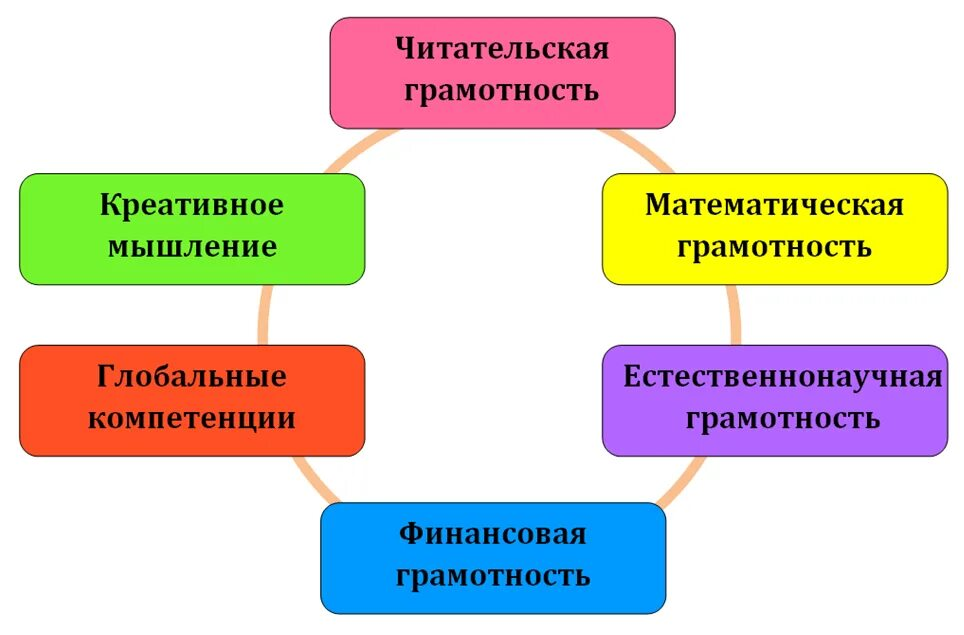 Читательская
грамотность
Креативное
мышление
Математическая
грамотность
Глобальные
компетенции
Естественнонаучная
грамотность
Финансовая
грамотность